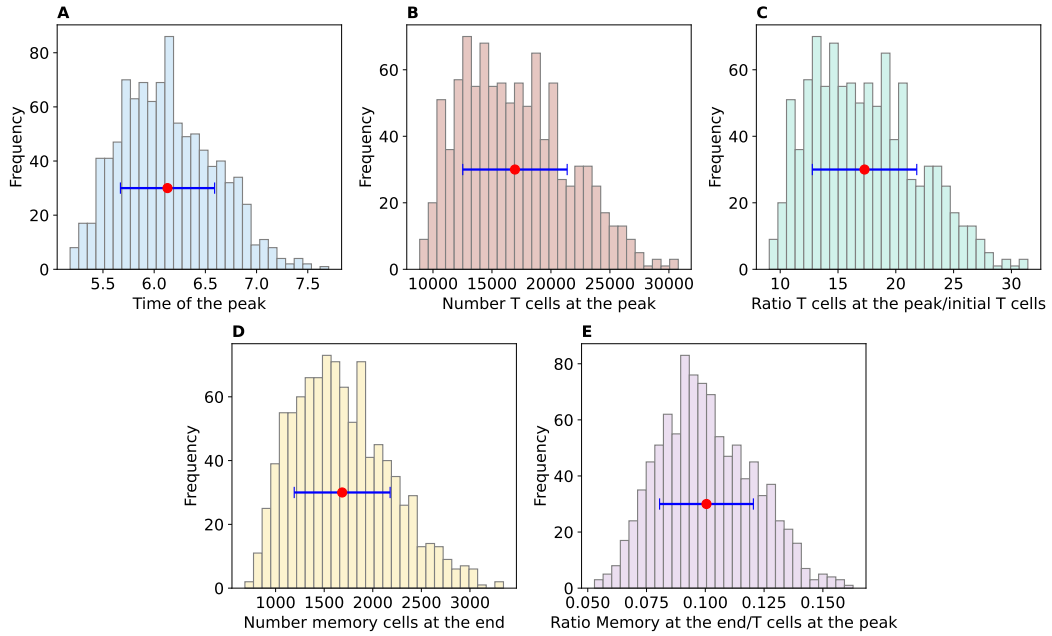 A
Frequency
0
20
40
60
80
5.5 6.0 6.5 7.0 7.5
Time of the peak
B
Frequency
0
20
40
60
10000 15000 20000 25000 30000
Number T cells at the peak
C
Frequency
0
20
40
60
10 15 20 25 30
Ratio T cells at the peak/initial T cells
D
Frequency
0
20
40
60
1000 1500 2000 2500 3000
Number memory cells at the end
E
Frequency
0
20
40
60
80
0.050 0.075 0.100 0.125 0.150
Ratio Memory at the end/T cells at the peak